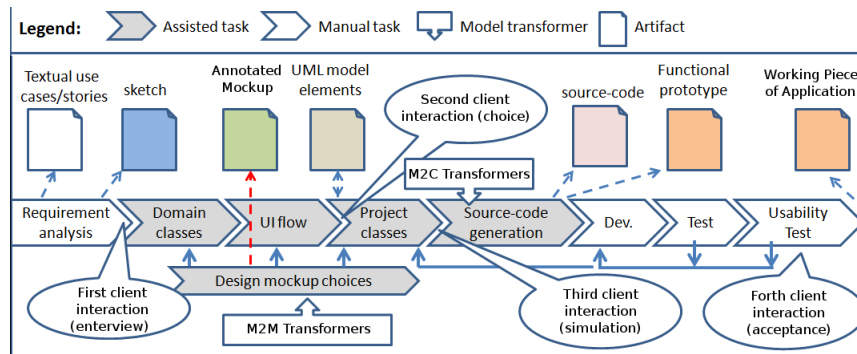 Legend:
Assisted task
Manual task
Model transformer
Artifact
Textual use
cases/stories
sketch
Annotated
Mockup
UML model
elements
Second client
interaction (choice)
source-code
Functional
prototype
Working Piece
of Application
M2C Transformers
Requirement
analysis
Domain
classes
UI flow
Project
classes
Source-code
generation
Dev.
Test
Usability
Test
Design mockup choices
First client
interaction
(enterview)
M2M Transformers
Third client
interaction
(simulation)
Forth client
interaction
(acceptance)